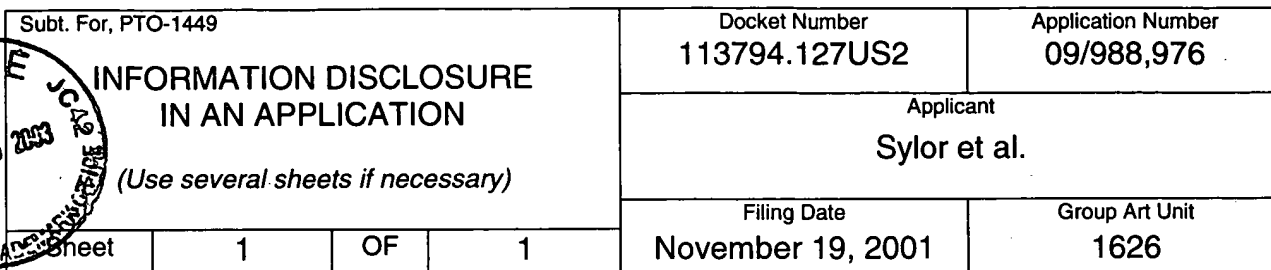 Subt. For, PTO-1449
INFORMATION DISCLOSURE
IN AN APPLICATION
(Use several sheets if necessary)
Sheet 1 OF 1
Docket Number
113794.127US2
Application Number
09/988,976
Applicant
Sylor et al.
Filing Date
November 19, 2001
Group Art Unit
1626
JC42